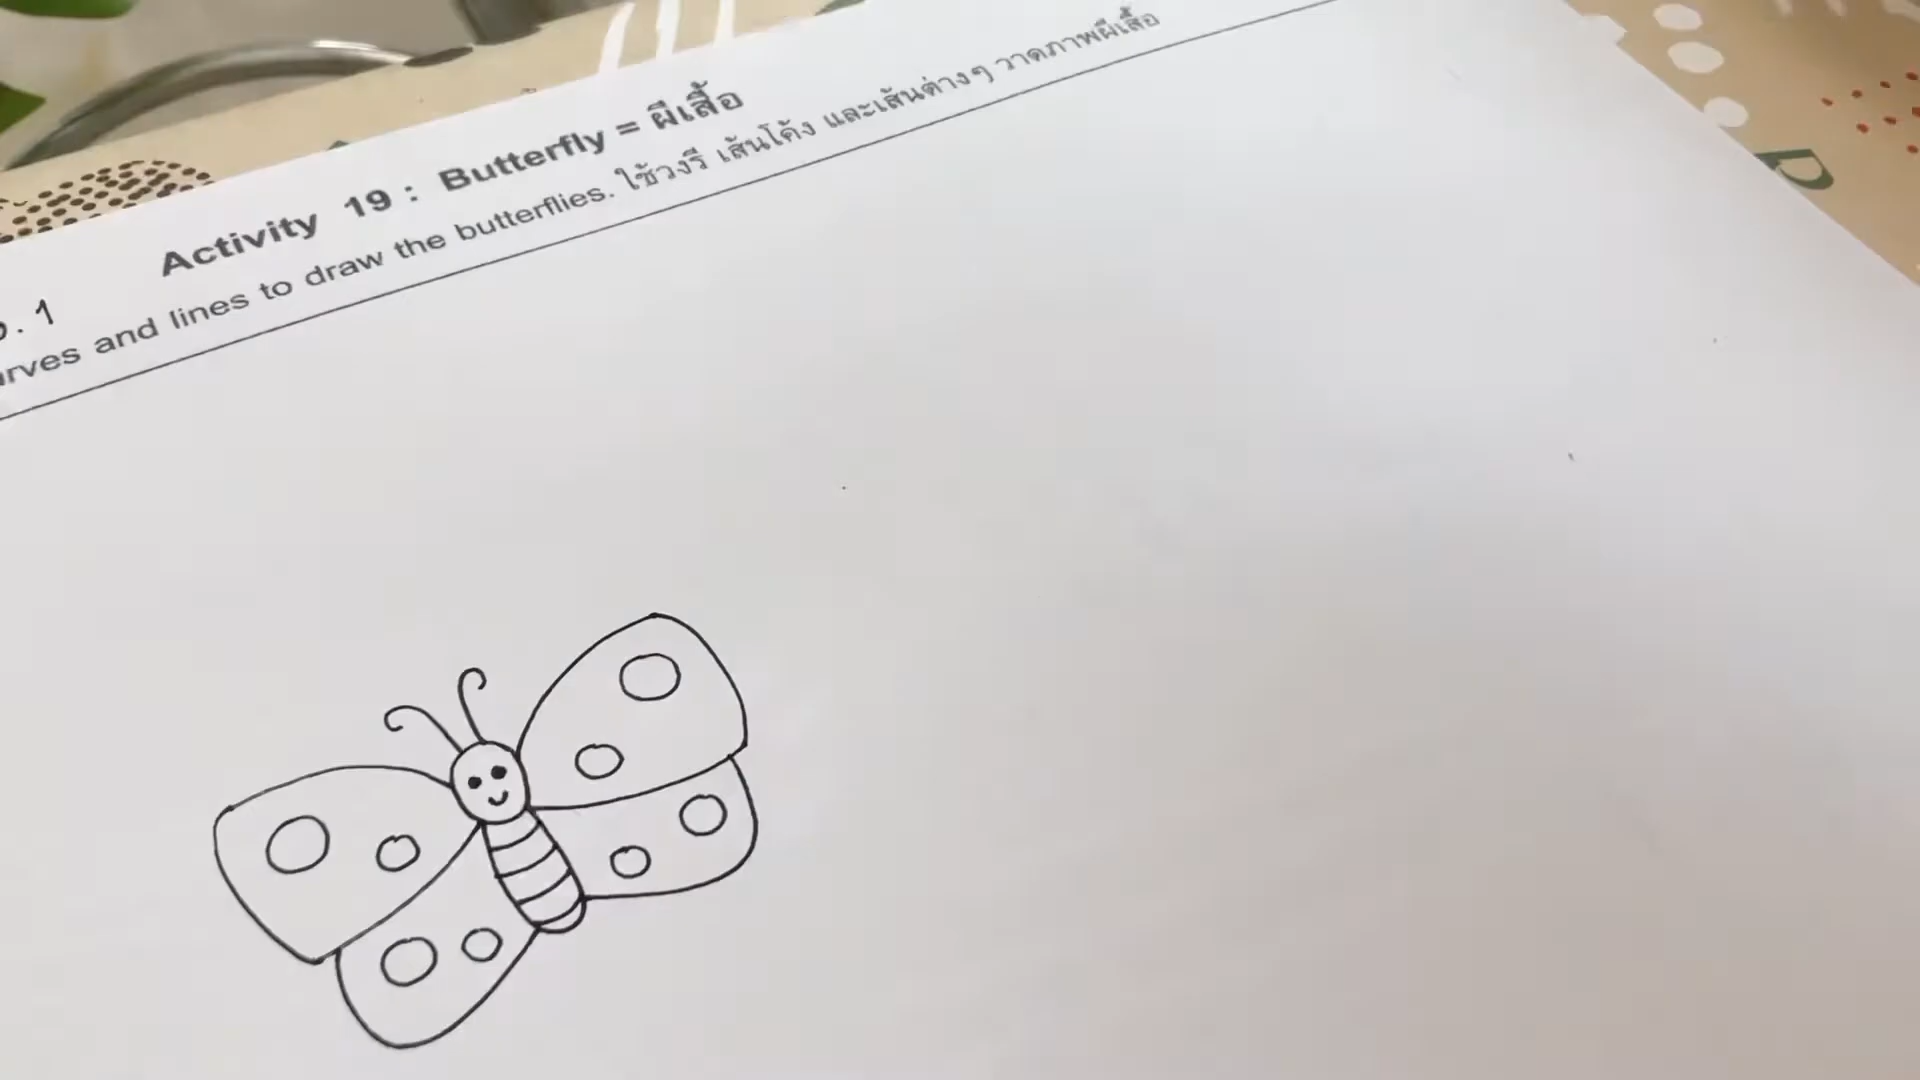 Activity 19 : Butterfly = ผีเสื้อ
and lines to draw the butterflies. ใช้วงรี เส้นโค้ง และเส้นต่างๆ วาดภาพผีเสื้อ